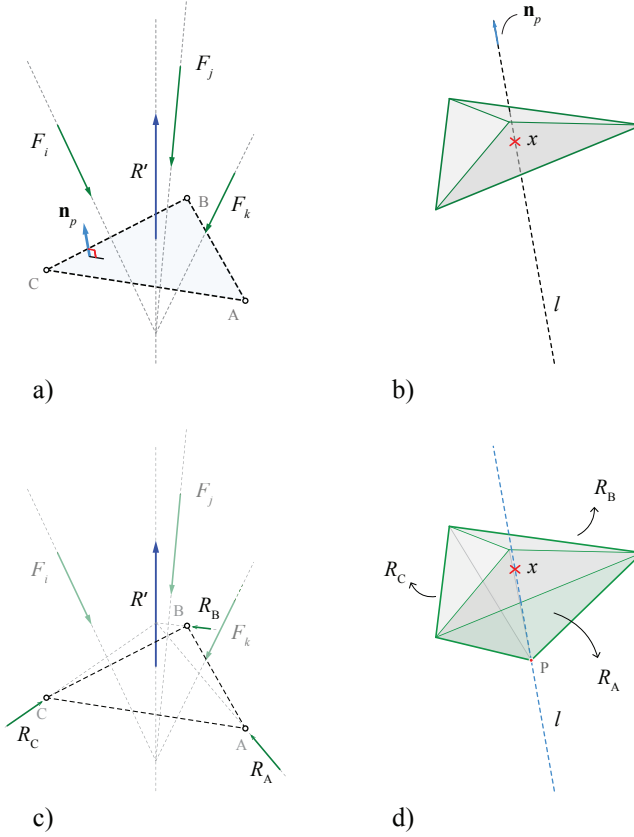 F_i
F_j
R'
B
F_k
n_p
C
A
a)
n_p
x
l
b)
F_i
F_j
R'
B
R_B
F_k
C
R_C
A
R_A
c)
R_B
R_C
x
P
R_A
l
d)